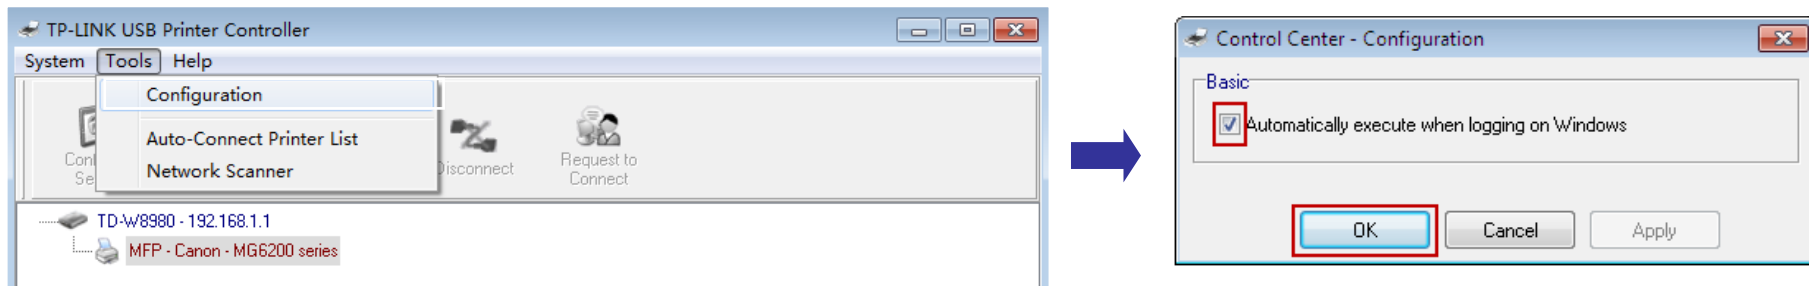 TP-LINK USB Printer Controller
System Tools Help
Configuration
Auto-Connect Printer List
Network Scanner
Disconnect
Request to
Connect
TD-W8980 - 192.168.1.1
MFP - Canon - MG6200 series
Control Center - Configuration
Basic
Automatically execute when logging on Windows
OK Cancel Apply